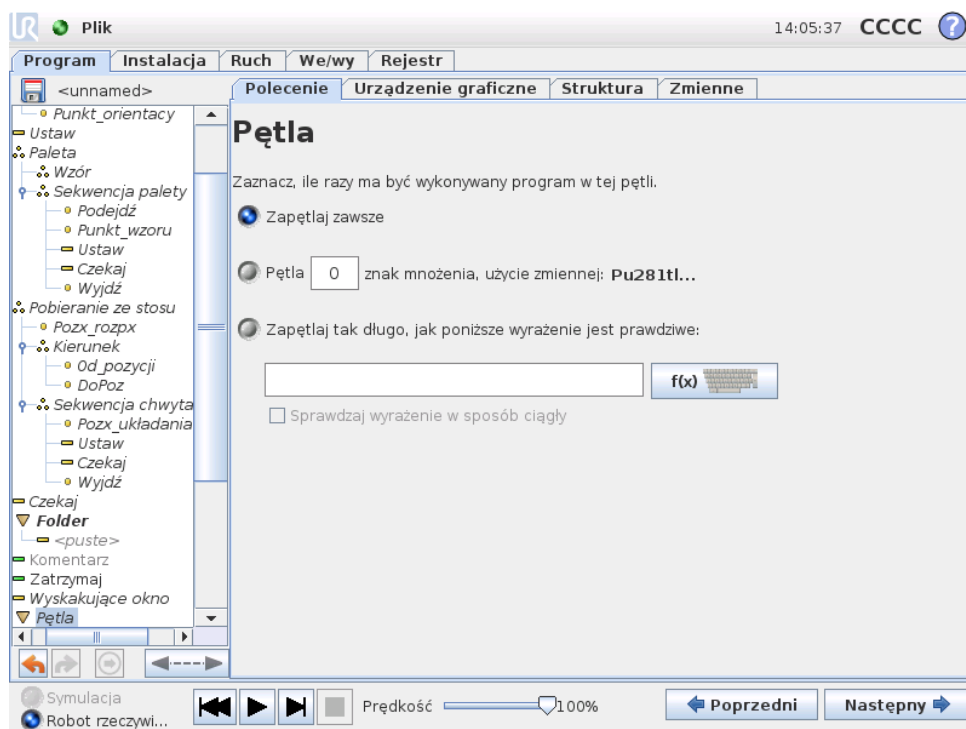 UR Plik 14:05:37 CCCC ?
Program Instalacja Ruch We/wy Rejestr
<unnamed>
Polecenie Urządzenie graficzne Struktura Zmienne
Punkt_orientacy
Ustaw
Paleta
Wzór
Sekwencja palety
Podejdź
Punkt_wzoru
Ustaw
Czekaj
Wyjdź
Pobieranie ze stosu
Pozx_rozpx
Kierunek
Od_pozycji
DoPoz
Sekwencja chwyta
Pozx_układania
Ustaw
Czekaj
Wyjdź
Czekaj
Folder
<puste>
Komentarz
Zatrzymaj
Wyskakujące okno
Pętla
Pętla
Zaznacz, ile razy ma być wykonywany program w tej pętli.
Zapętlaj zawsze
Pętla 0 znak mnożenia, użycie zmiennej: Pu281tl...
Zapętlaj tak długo, jak poniższe wyrażenie jest prawdziwe:
f(x)
Sprawdzaj wyrażenie w sposób ciągły
Symulacja
Robot rzeczywi...
Prędkość 100%
Poprzedni Następny